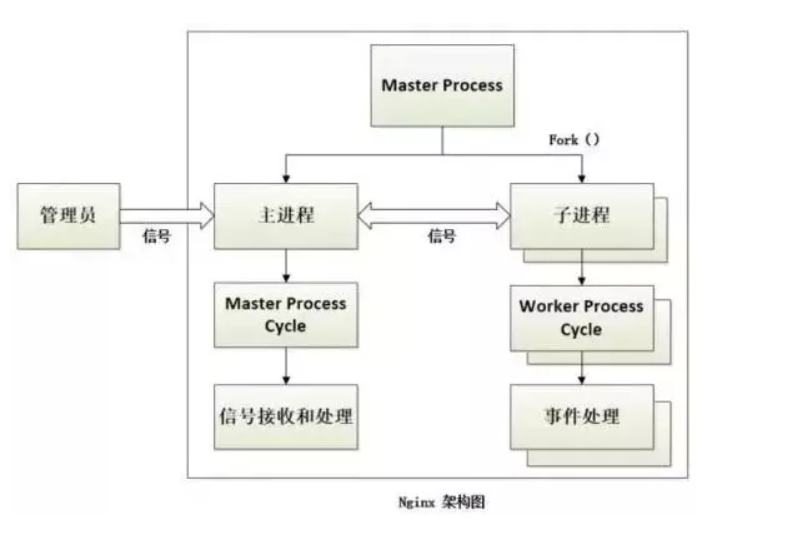 Master Process
Fork（）
管理员
信号
主进程
信号
子进程
Master Process
Cycle
Worker Process
Cycle
信号接收和处理
事件处理
Nginx 架构图